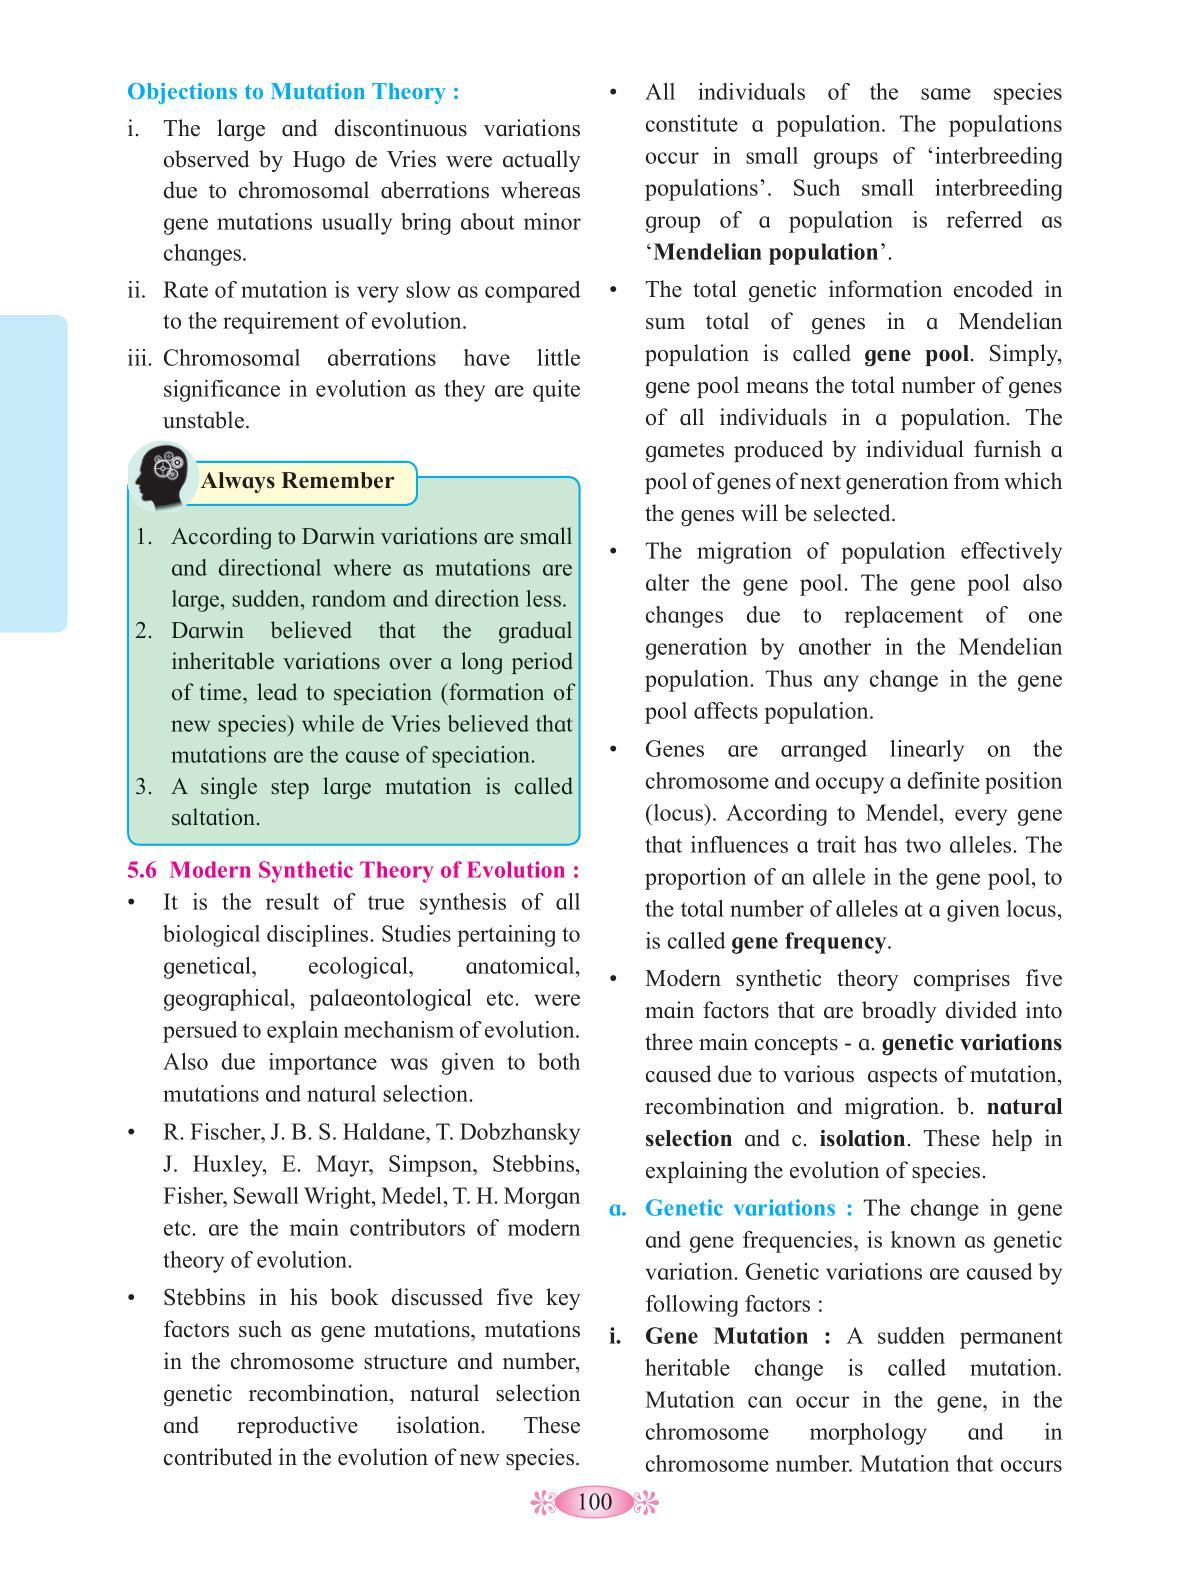 Objections to Mutation Theory :
i. The large and discontinuous variations
observed by Hugo de Vries were actually
due to chromosomal aberrations whereas
gene mutations usually bring about minor
changes.
ii. Rate of mutation is very slow as compared
to the requirement of evolution.
iii. Chromosomal aberrations have little
significance in evolution as they are quite
unstable.
Always Remember
1. According to Darwin variations are small
and directional where as mutations are
large, sudden, random and direction less.
2. Darwin believed that the gradual
inheritable variations over a long period
of time, lead to speciation (formation of
new species) while de Vries believed that
mutations are the cause of speciation.
3. A single step large mutation is called
saltation.
5.6 Modern Synthetic Theory of Evolution :
• It is the result of true synthesis of all
biological disciplines. Studies pertaining to
genetical, ecological, anatomical,
geographical, palaeontological etc. were
persued to explain mechanism of evolution.
Also due importance was given to both
mutations and natural selection.
• R. Fischer, J. B. S. Haldane, T. Dobzhansky
J. Huxley, E. Mayr, Simpson, Stebbins,
Fisher, Sewall Wright, Medel, T. H. Morgan
etc. are the main contributors of modern
theory of evolution.
• Stebbins in his book discussed five key
factors such as gene mutations, mutations
in the chromosome structure and number,
genetic recombination, natural selection
and reproductive isolation. These
contributed in the evolution of new species.
• All individuals of the same species
constitute a population. The populations
occur in small groups of ‘interbreeding
populations’. Such small interbreeding
group of a population is referred as
‘Mendelian population’.
• The total genetic information encoded in
sum total of genes in a Mendelian
population is called gene pool. Simply,
gene pool means the total number of genes
of all individuals in a population. The
gametes produced by individual furnish a
pool of genes of next generation from which
the genes will be selected.
• The migration of population effectively
alter the gene pool. The gene pool also
changes due to replacement of one
generation by another in the Mendelian
population. Thus any change in the gene
pool affects population.
• Genes are arranged linearly on the
chromosome and occupy a definite position
(locus). According to Mendel, every gene
that influences a trait has two alleles. The
proportion of an allele in the gene pool, to
the total number of alleles at a given locus,
is called gene frequency.
• Modern synthetic theory comprises five
main factors that are broadly divided into
three main concepts - a. genetic variations
caused due to various aspects of mutation,
recombination and migration. b. natural
selection and c. isolation. These help in
explaining the evolution of species.
a. Genetic variations : The change in gene
and gene frequencies, is known as genetic
variation. Genetic variations are caused by
following factors :
i. Gene Mutation : A sudden permanent
heritable change is called mutation.
Mutation can occur in the gene, in the
chromosome morphology and in
chromosome number. Mutation that occurs
100